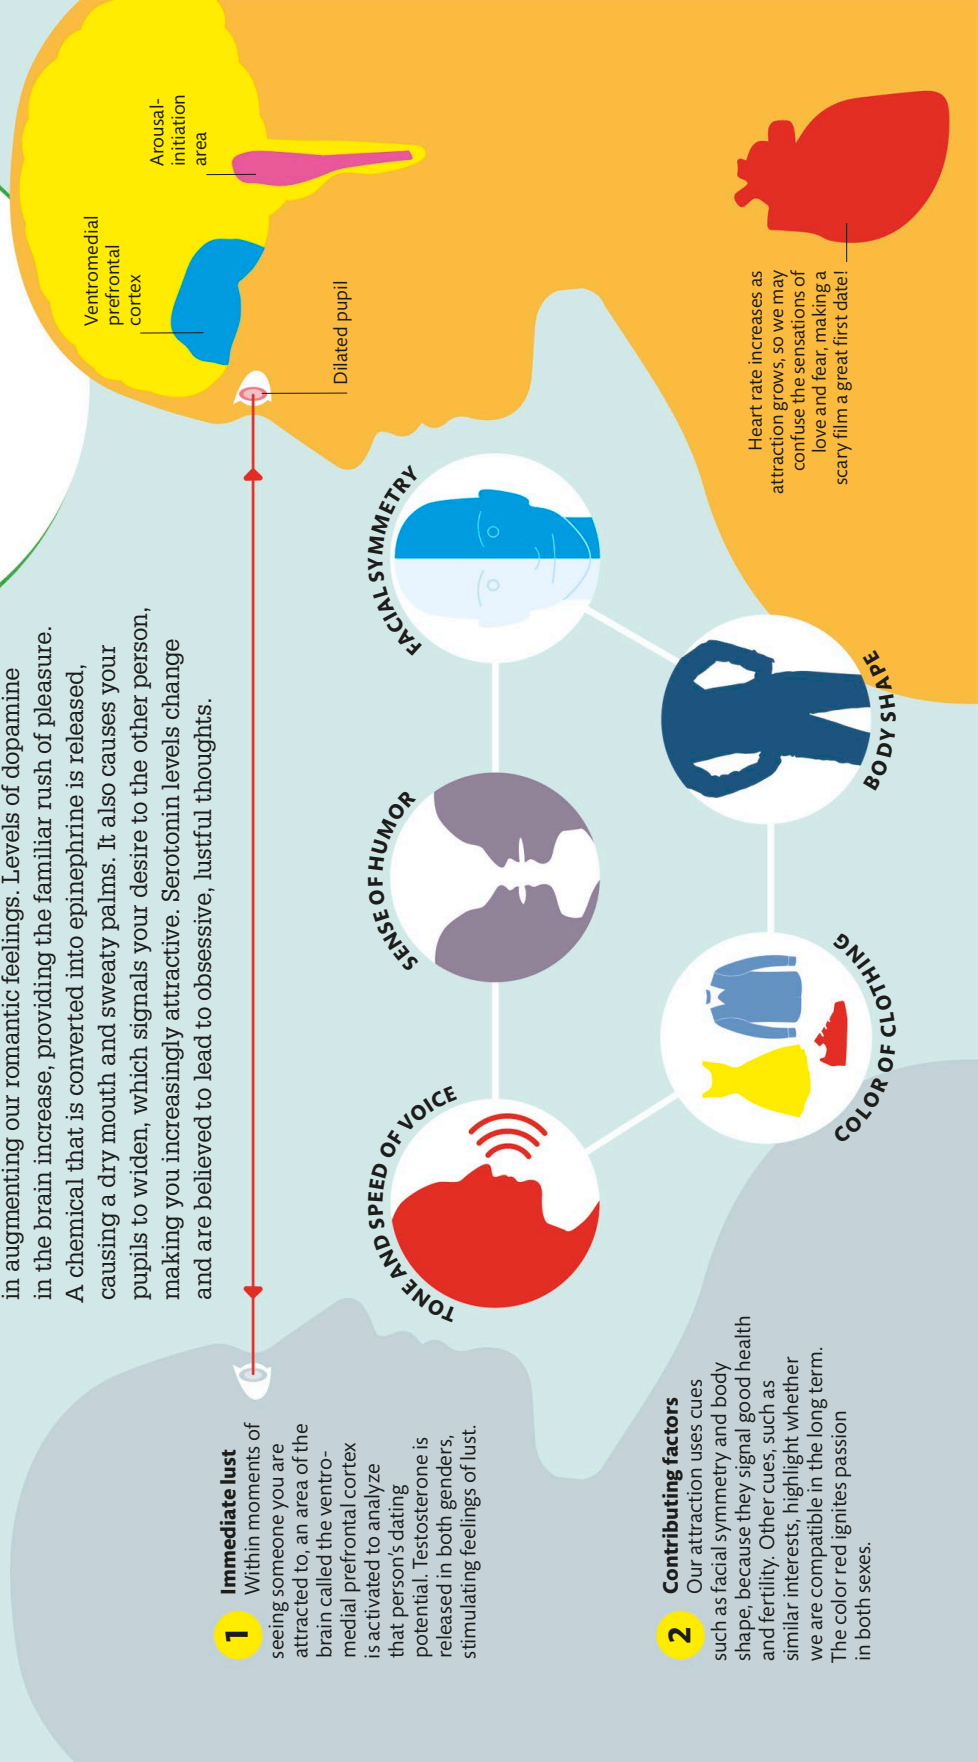 in augmenting our romantic feelings. Levels of dopamine
in the brain increase, providing the familiar rush of pleasure.
A chemical that is converted into epinephrine is released,
causing a dry mouth and sweaty palms. It also causes your
pupils to widen, which signals your desire to the other person,
making you increasingly attractive. Serotonin levels change
and are believed to lead to obsessive, lustful thoughts.
1
Immediate lust
Within moments of
seeing someone you are
attracted to, an area of the
brain called the ventro-
medial prefrontal cortex
is activated to analyze
that person's dating
potential. Testosterone is
released in both genders,
stimulating feelings of lust.
2
Contributing factors
Our attraction uses cues
such as facial symmetry and body
shape, because they signal good health
and fertility. Other cues, such as
similar interests, highlight whether
we are compatible in the long term.
The color red ignites passion
in both sexes.
TONE AND SPEED OF VOICE
SENSE OF HUMOR
FACIAL SYMMETRY
COLOR OF CLOTHING
BODY SHAPE
Ventromedial
prefrontal
cortex
Arousal-
initiation
area
Dilated pupil
Heart rate increases as
attraction grows, so we may
confuse the sensations of
love and fear, making a
scary film a great first date!